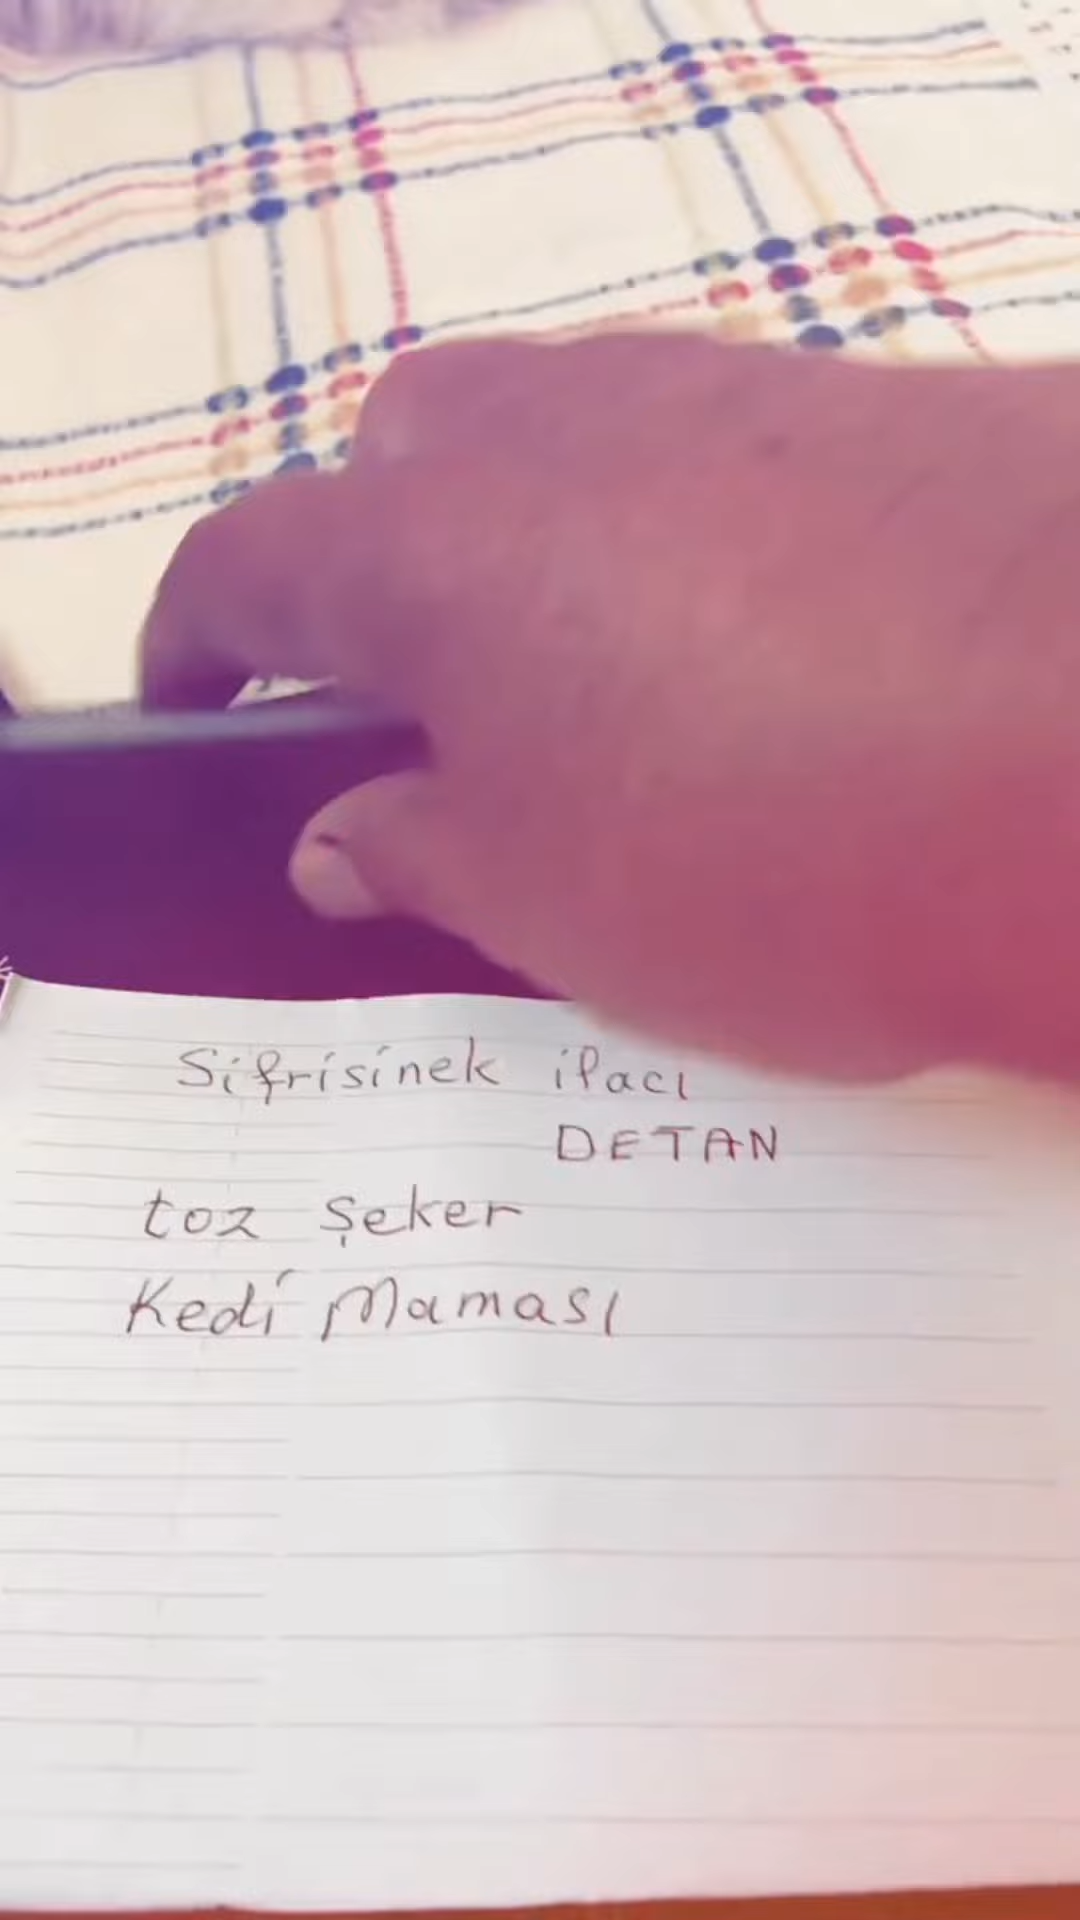 Sifrisinek ilacı
DETAN
toz şeker
Kedi Maması